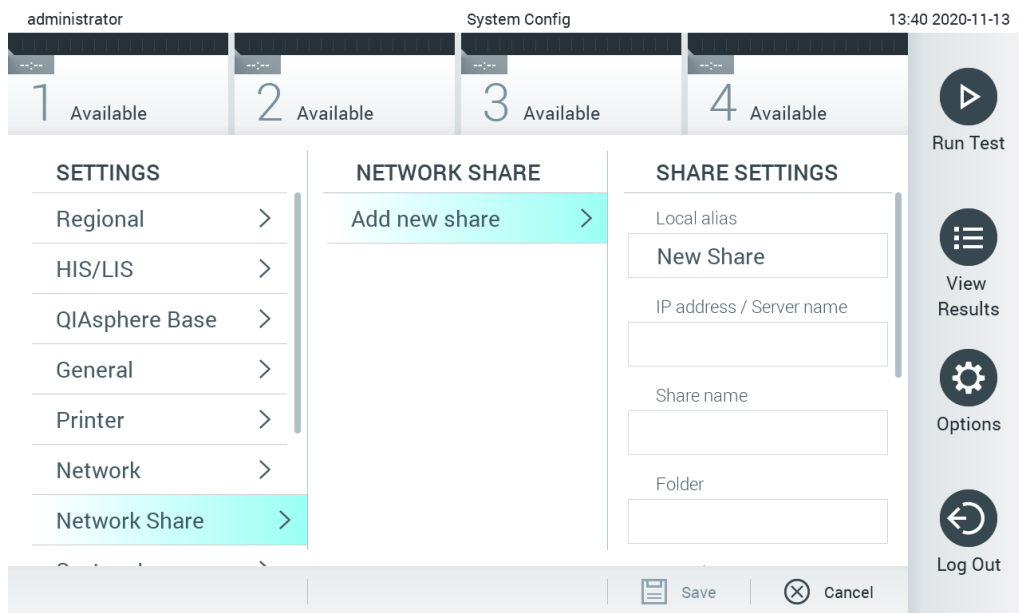 administrator
System Config
13:40 2020-11-13
--:--
--:--
--:--
--:--
1 Available
2 Available
3 Available
4 Available
Run Test
View
Results
Options
Log Out
SETTINGS
Regional
HIS/LIS
QIAsphere Base
General
Printer
Network
Network Share
NETWORK SHARE
Add new share
SHARE SETTINGS
Local alias
New Share
IP address / Server name
Share name
Folder
Save
Cancel